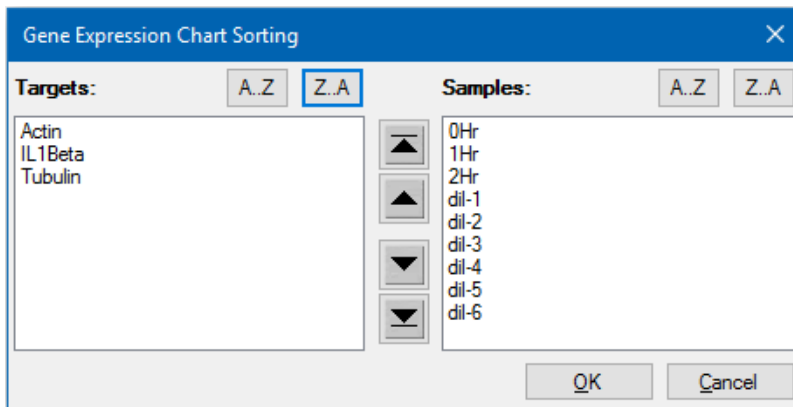 Gene Expression Chart Sorting
Targets: A..Z Z..A Samples: A..Z Z..A
Actin
IL1Beta
Tubulin
0Hr
1Hr
2Hr
dil-1
dil-2
dil-3
dil-4
dil-5
dil-6
OK Cancel